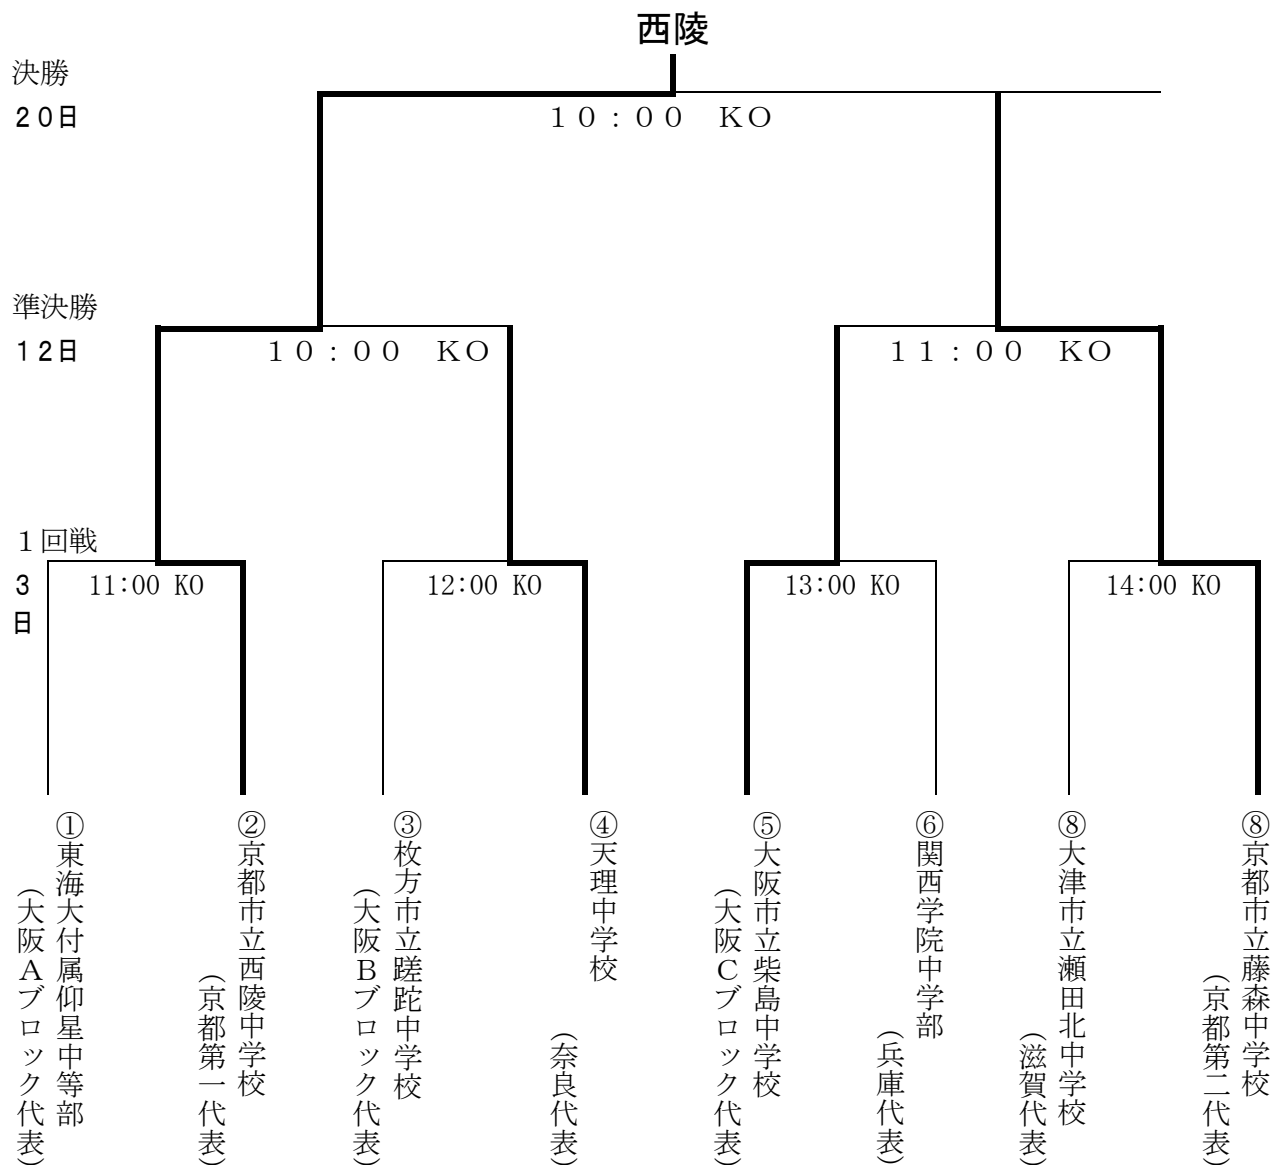 西陵
決勝
２０日
１０：００　ＫＯ
準決勝
１２日
１０：００　ＫＯ
１１：００　ＫＯ
１回戦
３
日
11:00 KO
12:00 KO
13:00 KO
14:00 KO
①東海大付属仰星中等部
（大阪Ａブロック代表）
②京都市立西陵中学校
（京都第一代表）
③枚方市立蹉跎中学校
（大阪Ｂブロック代表）
④天理中学校
（奈良代表）
⑤大阪市立柴島中学校
（大阪Ｃブロック代表）
⑥関西学院中学部
（兵庫代表）
⑧大津市立瀬田北中学校
（滋賀代表）
⑧京都市立藤森中学校
（京都第二代表）